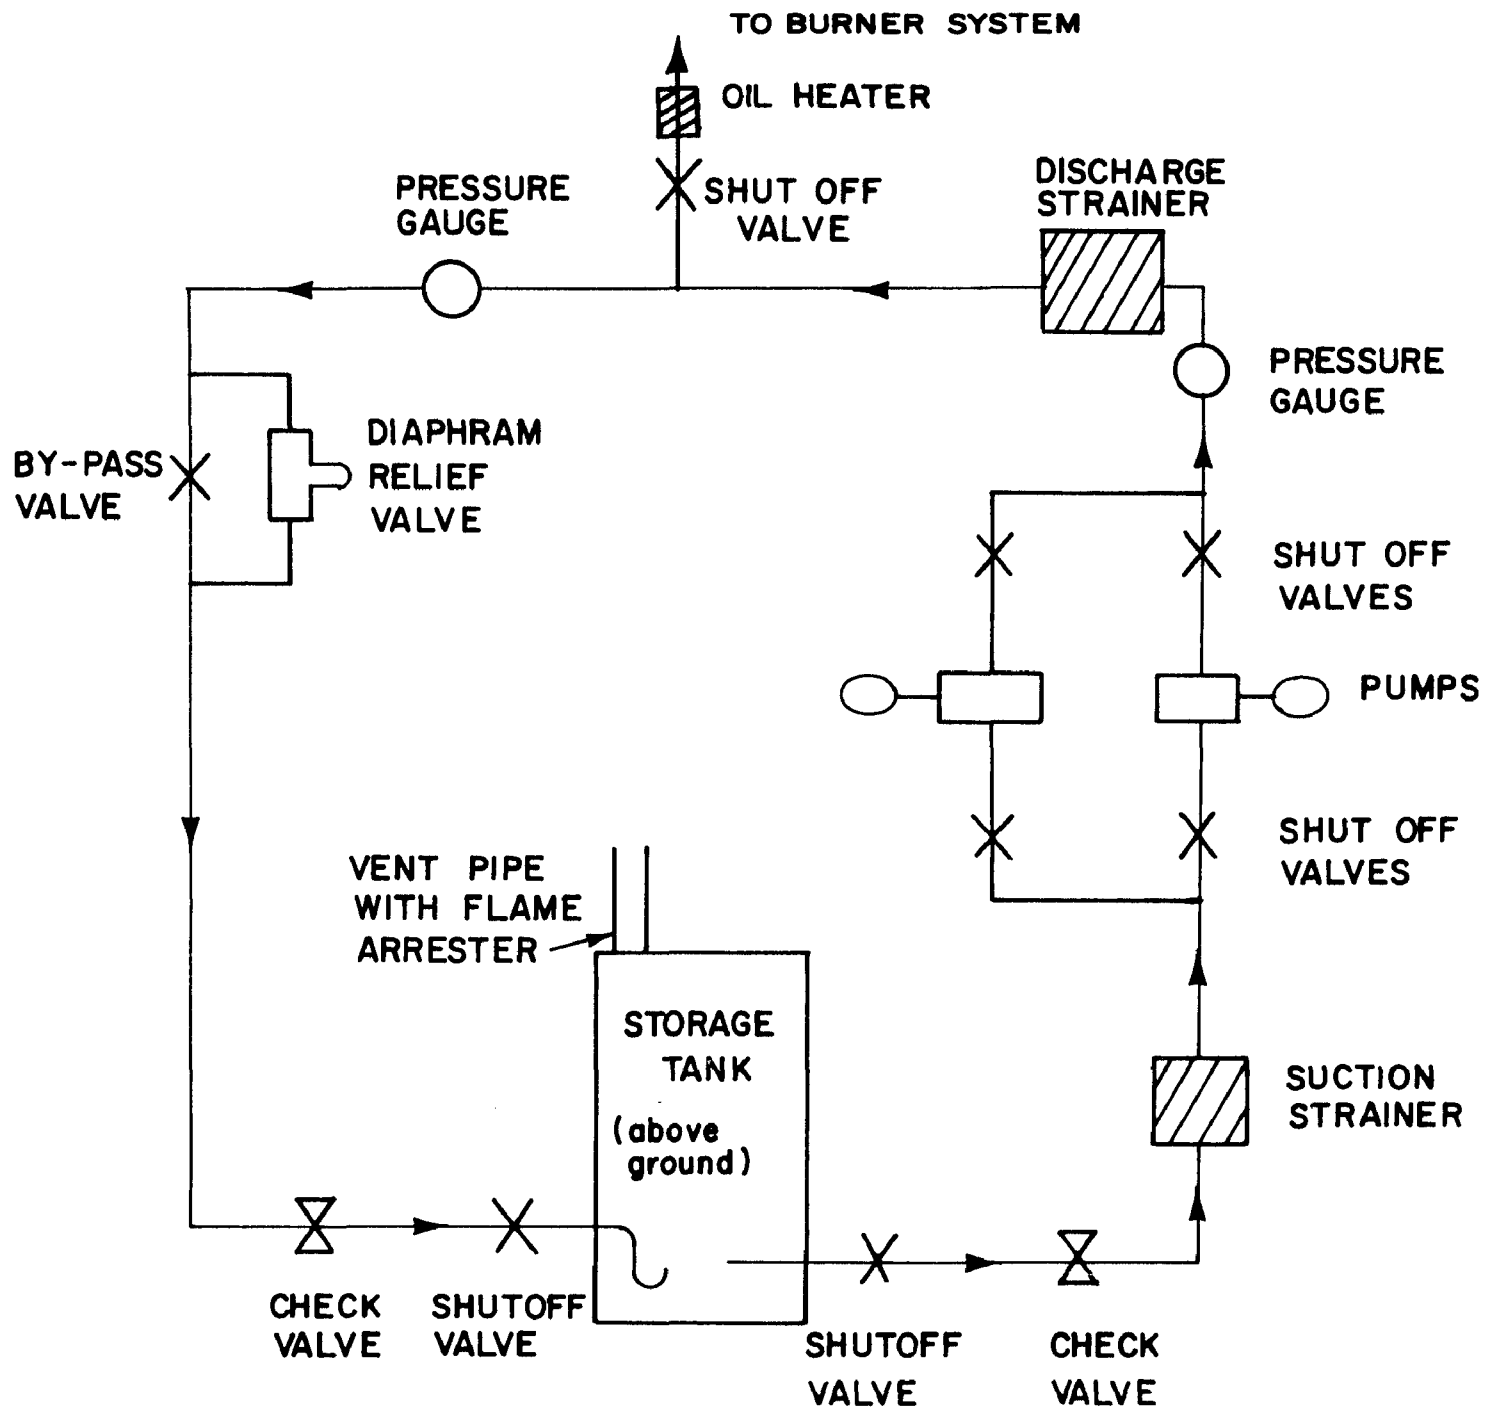 TO BURNER SYSTEM
OIL HEATER
SHUT OFF
VALVE
PRESSURE
GAUGE
DISCHARGE
STRAINER
PRESSURE
GAUGE
BY-PASS
VALVE
DIAPHRAM
RELIEF
VALVE
SHUT OFF
VALVES
PUMPS
SHUT OFF
VALVES
VENT PIPE
WITH FLAME
ARRESTER
STORAGE
TANK
(above
ground)
SUCTION
STRAINER
CHECK
VALVE
SHUTOFF
VALVE
SHUTOFF
VALVE
CHECK
VALVE